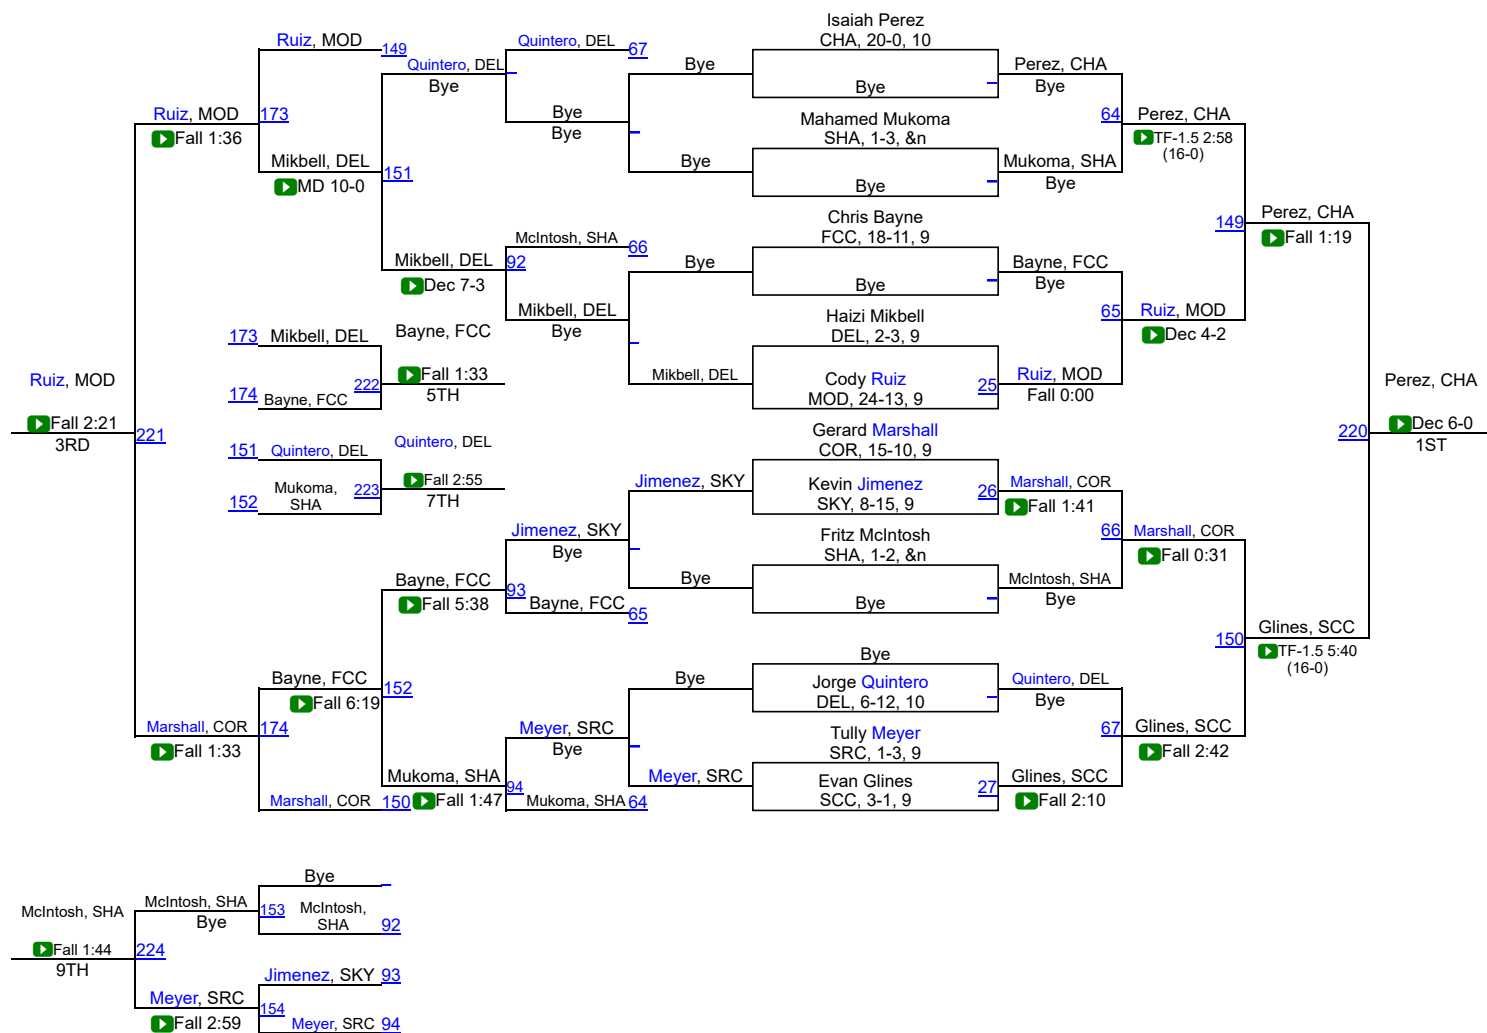 Isaiah Perez
CHA, 20-0, 10
Ruiz, MOD
149
Quintero, DEL
67
Quintero, DEL
Bye
Bye
Bye
Perez, CHA
Bye
Ruiz, MOD
173
Fall 1:36
Bye
Bye
Mahamed Mukoma
SHA, 1-3, &n
64
Perez, CHA
TF-1.5 2:58
(16-0)
Mikbell, DEL
151
MD 10-0
Bye
Bye
Mukoma, SHA
Bye
Chris Bayne
FCC, 18-11, 9
149
Perez, CHA
Fall 1:19
McIntosh, SHA
66
Mikbell, DEL
92
Dec 7-3
Bye
Bye
Bayne, FCC
Bye
Mikbell, DEL
Bye
Haizi Mikbell
DEL, 2-3, 9
65
Ruiz, MOD
Dec 4-2
173
Mikbell, DEL
Bayne, FCC
222
Fall 1:33
5TH
174
Bayne, FCC
Mikbell, DEL
Cody Ruiz
MOD, 24-13, 9
25
Ruiz, MOD
Fall 0:00
Ruiz, MOD
Fall 2:21
3RD
221
Perez, CHA
220
Dec 6-0
1ST
151
Quintero, DEL
Quintero, DEL
223
Fall 2:55
7TH
152
Mukoma,
SHA
Gerard Marshall
COR, 15-10, 9
Jimenez, SKY
Kevin Jimenez
SKY, 8-15, 9
26
Marshall, COR
Fall 1:41
Jimenez, SKY
Bye
Fritz McIntosh
SHA, 1-2, &n
66
Marshall, COR
Fall 0:31
Bayne, FCC
93
Fall 5:38
Bayne, FCC
65
Bye
Bye
McIntosh, SHA
Bye
150
Glines, SCC
TF-1.5 5:40
(16-0)
Bye
Bayne, FCC
152
Fall 6:19
Bye
Jorge Quintero
DEL, 6-12, 10
Quintero, DEL
Bye
Marshall, COR
174
Fall 1:33
Meyer, SRC
Bye
Tully Meyer
SRC, 1-3, 9
67
Glines, SCC
Fall 2:42
Marshall, COR
150
Mukoma, SHA
94
Fall 1:47
Mukoma, SHA
64
Meyer, SRC
Evan Glines
SCC, 3-1, 9
27
Glines, SCC
Fall 2:10
Bye
McIntosh, SHA
McIntosh, SHA
Bye
153
McIntosh,
SHA
92
Fall 1:44
9TH
224
Jimenez, SKY
93
Meyer, SRC
154
Fall 2:59
Meyer, SRC
94